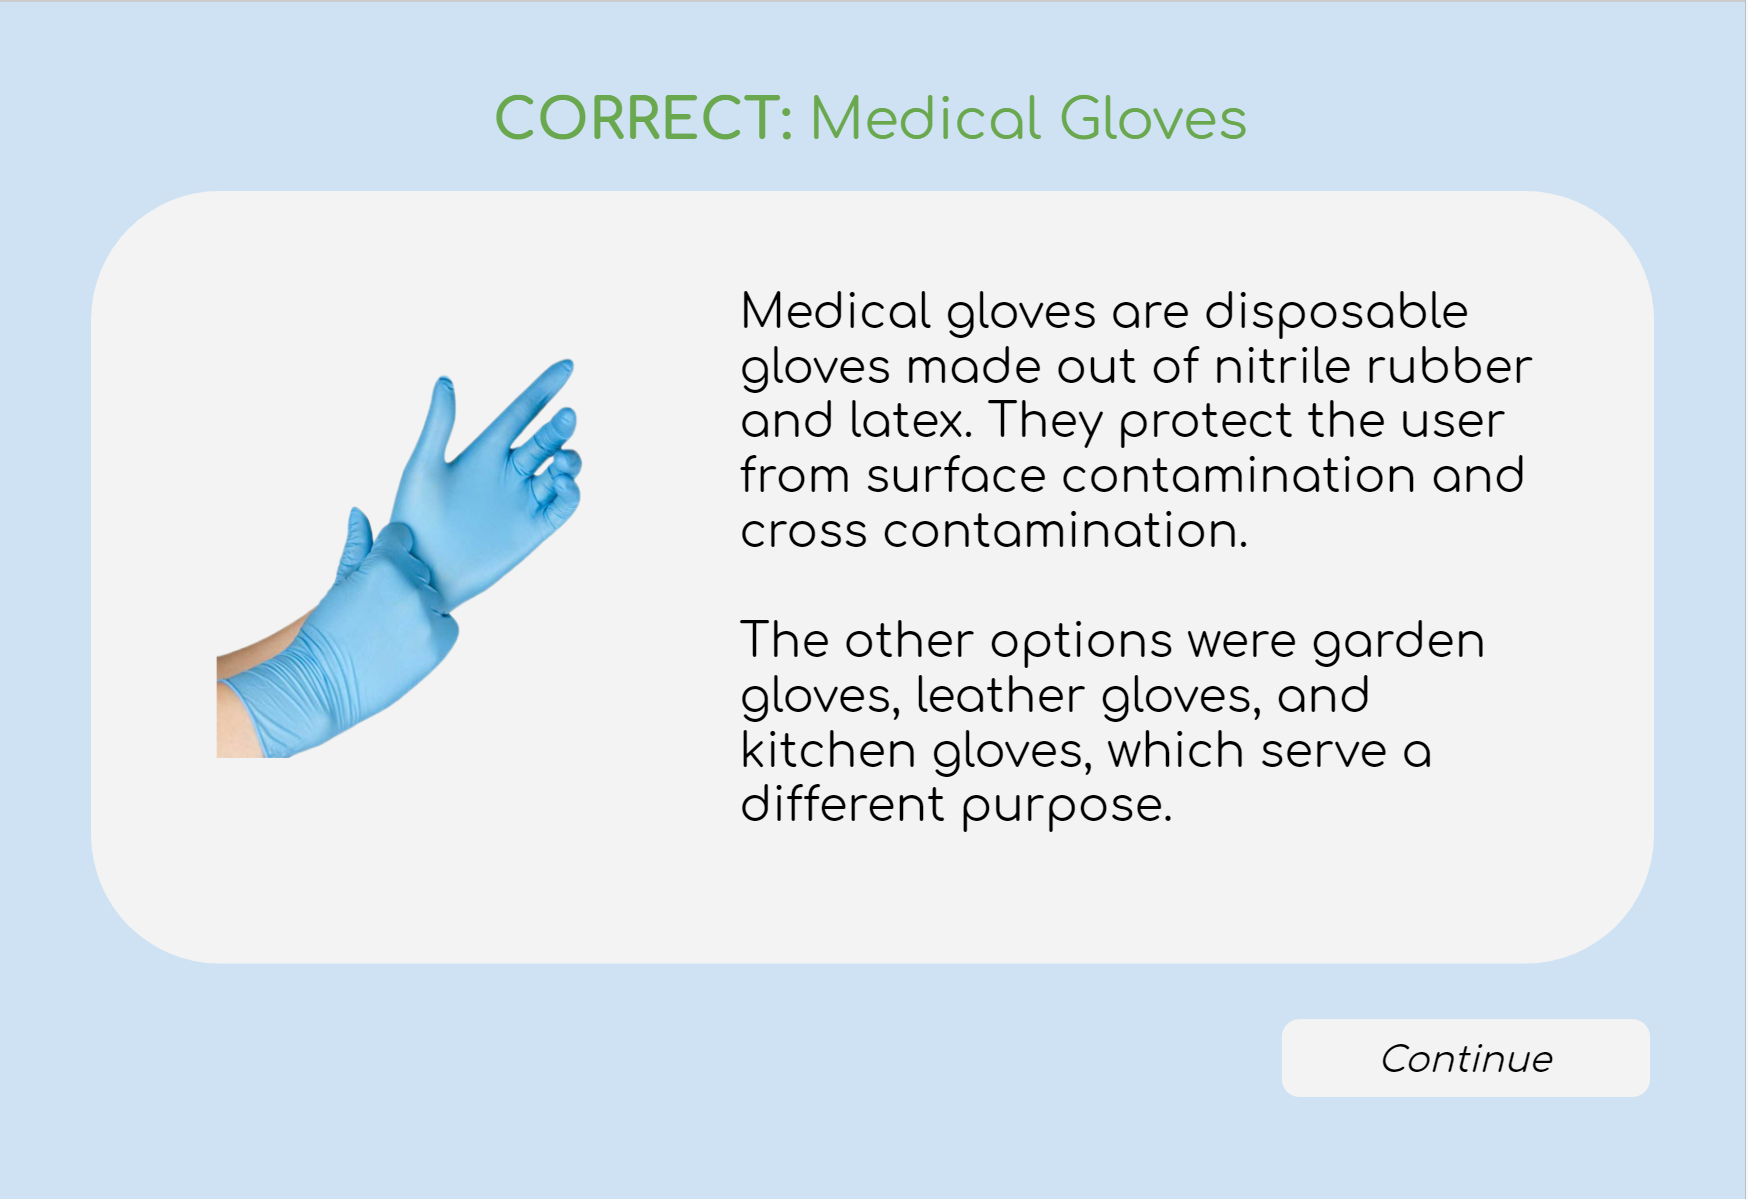 CORRECT: Medical Gloves
Medical gloves are disposable
gloves made out of nitrile rubber
and latex. They protect the user
from surface contamination and
cross contamination.
The other options were garden
gloves, leather gloves, and
kitchen gloves, which serve a
different purpose.
Continue